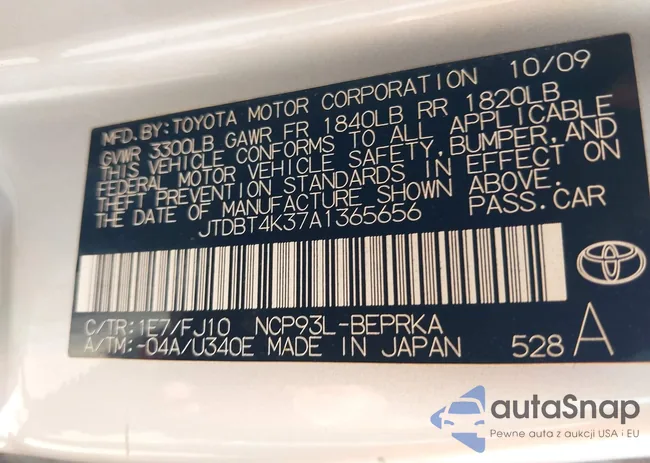 MFD. BY: TOYOTA MOTOR CORPORATION 10/09
GVWR 3300LB GAWR FR 1840LB RR 1820LB
THIS VEHICLE CONFORMS TO ALL APPLICABLE
FEDERAL MOTOR VEHICLE SAFETY, BUMPER, AND
THEFT PREVENTION STANDARDS IN EFFECT ON
THE DATE OF MANUFACTURE SHOWN ABOVE.
JTDBT4K37A1365656 PASS. CAR
C/TR: 1E7/FJ10 NCP93L-BEPRKA
A/TM: -04A/U340E MADE IN JAPAN 528 A
autaSnap
Pewne auta z aukcji USA i EU